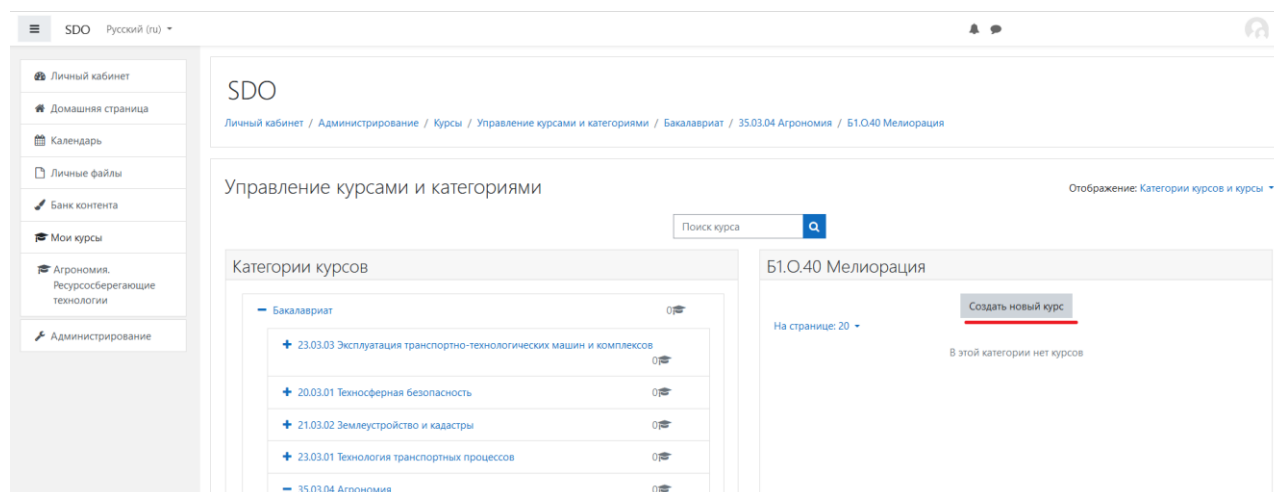 SDO Русский (ru)
Личный кабинет
Домашняя страница
Календарь
Личные файлы
Банк контента
Мои курсы
Агрономия.
Ресурсосберегающие
технологии
Администрирование
SDO
Личный кабинет / Администрирование / Курсы / Управление курсами и категориями / Бакалавриат / 35.03.04 Агрономия / Б1.О.40 Мелиорация
Управление курсами и категориями
Отображение: Категории курсов и курсы
Поиск курса
Категории курсов
Бакалавриат 0
23.03.03 Эксплуатация транспортно-технологических машин и комплексов
0
20.03.01 Техносферная безопасность 0
21.03.02 Землеустройство и кадастры 0
23.03.01 Технология транспортных процессов 0
35.03.04 Агрономия 0
Б1.О.40 Мелиорация
Создать новый курс
На странице: 20
В этой категории нет курсов